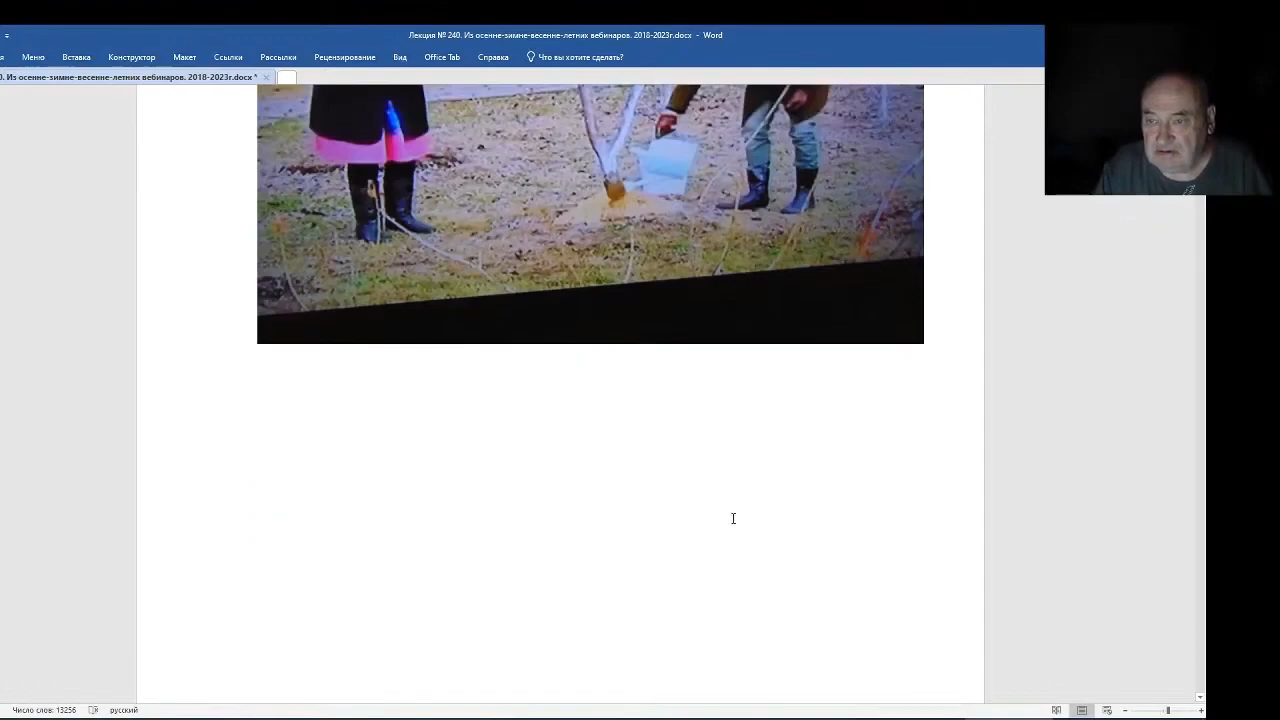 Лекция № 240. Из осенне-зимне-весенне-летних вебинаров. 2018-2023г.docx - Word
я Меню Вставка Конструктор Макет Ссылки Рассылки Рецензирование Вид Office Tab Справка Что вы хотите сделать?
0. Из осенне-зимне-весенне-летних вебинаров. 2018-2023г.docx *
Число слов: 13256 русский